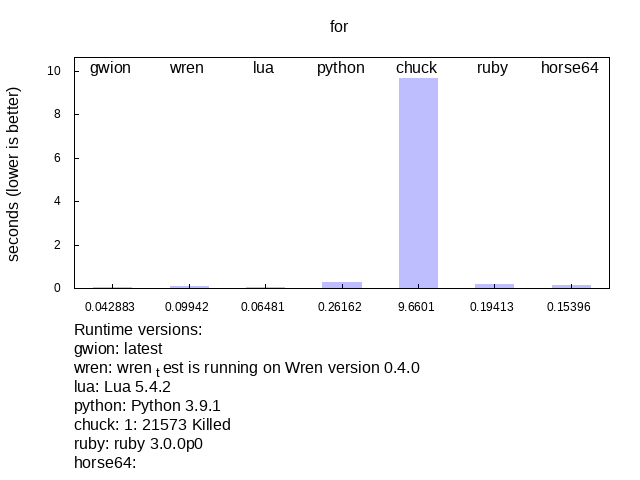 for
seconds (lower is better)
10
8
6
4
2
0
gwion wren lua python chuck ruby horse64
0.042883 0.09942 0.06481 0.26162 9.6601 0.19413 0.15396
Runtime versions:
gwion: latest
wren: wren t est is running on Wren version 0.4.0
lua: Lua 5.4.2
python: Python 3.9.1
chuck: 1: 21573 Killed
ruby: ruby 3.0.0p0
horse64: